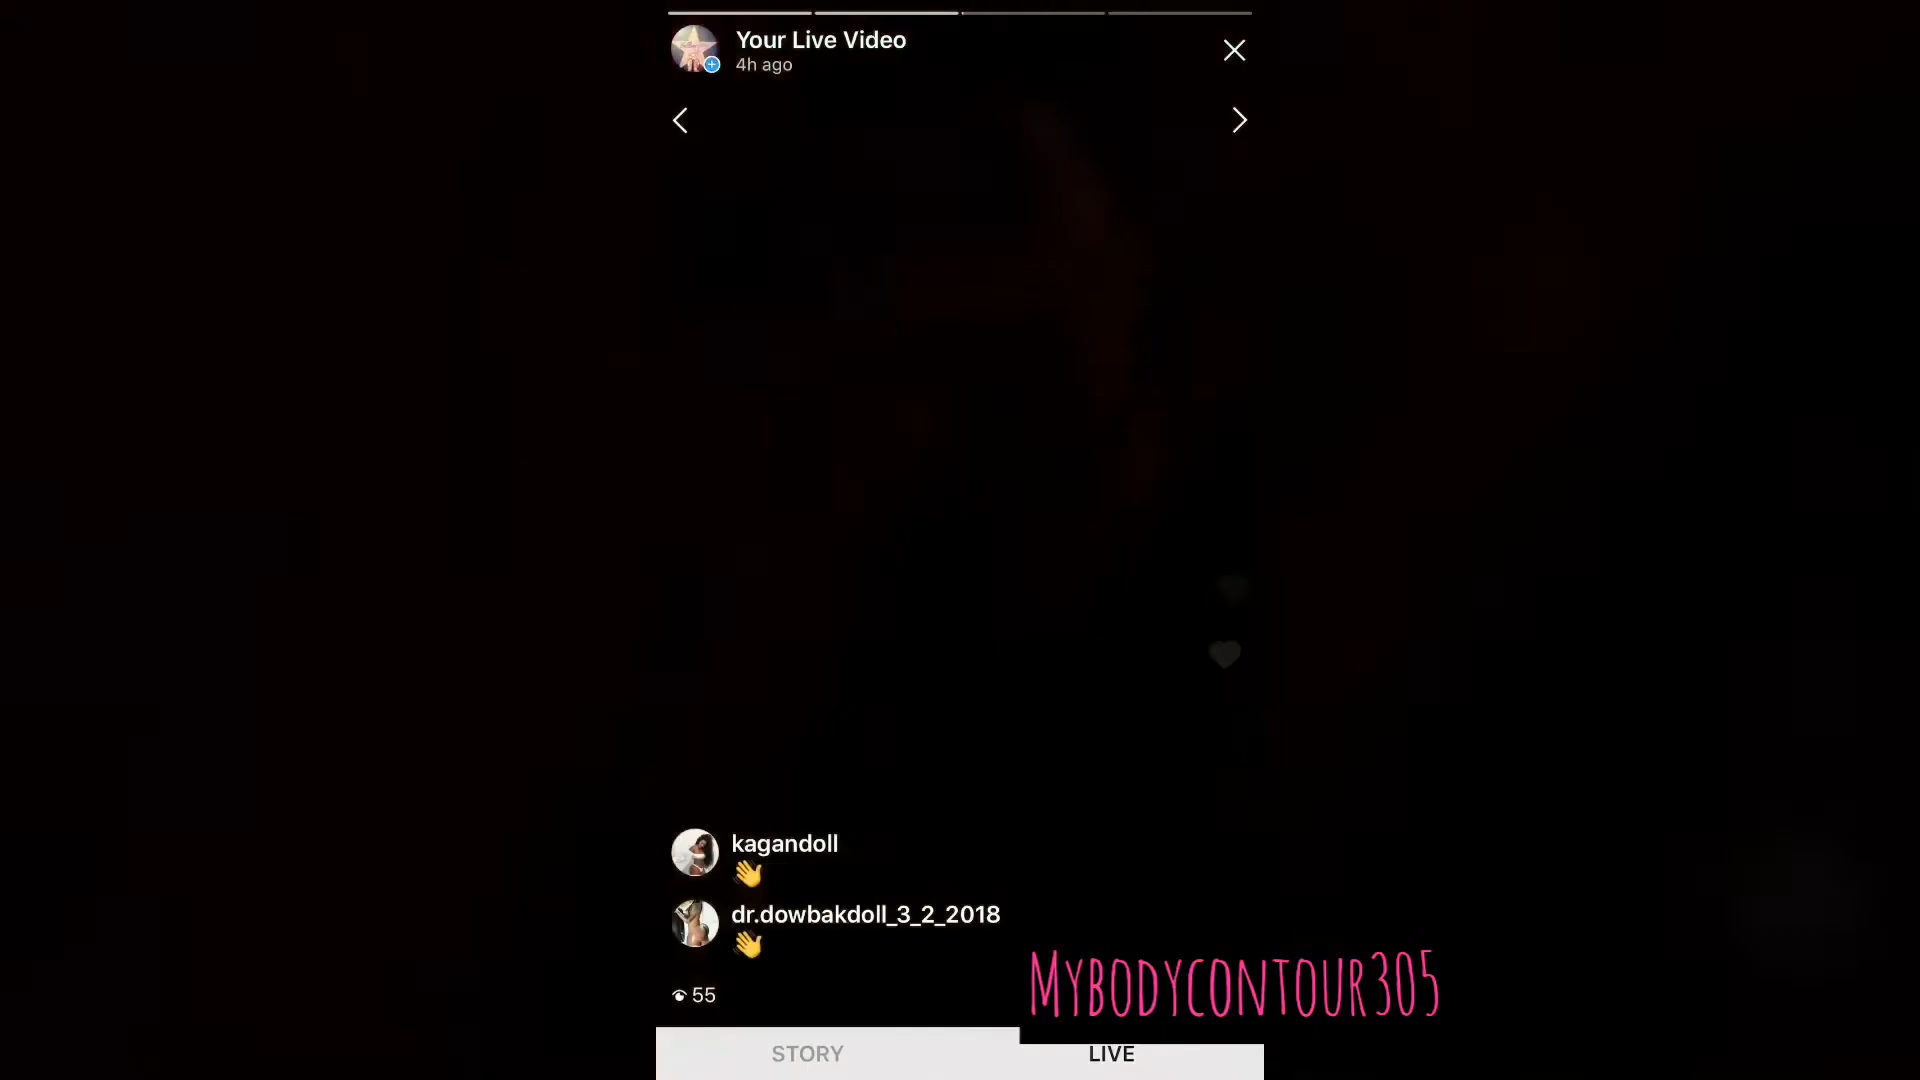 Your Live Video
4h ago
kagandoll
👋
dr.dowbakdoll_3_2_2018
👋
55
MYBODYCONTOUR305
STORY
LIVE